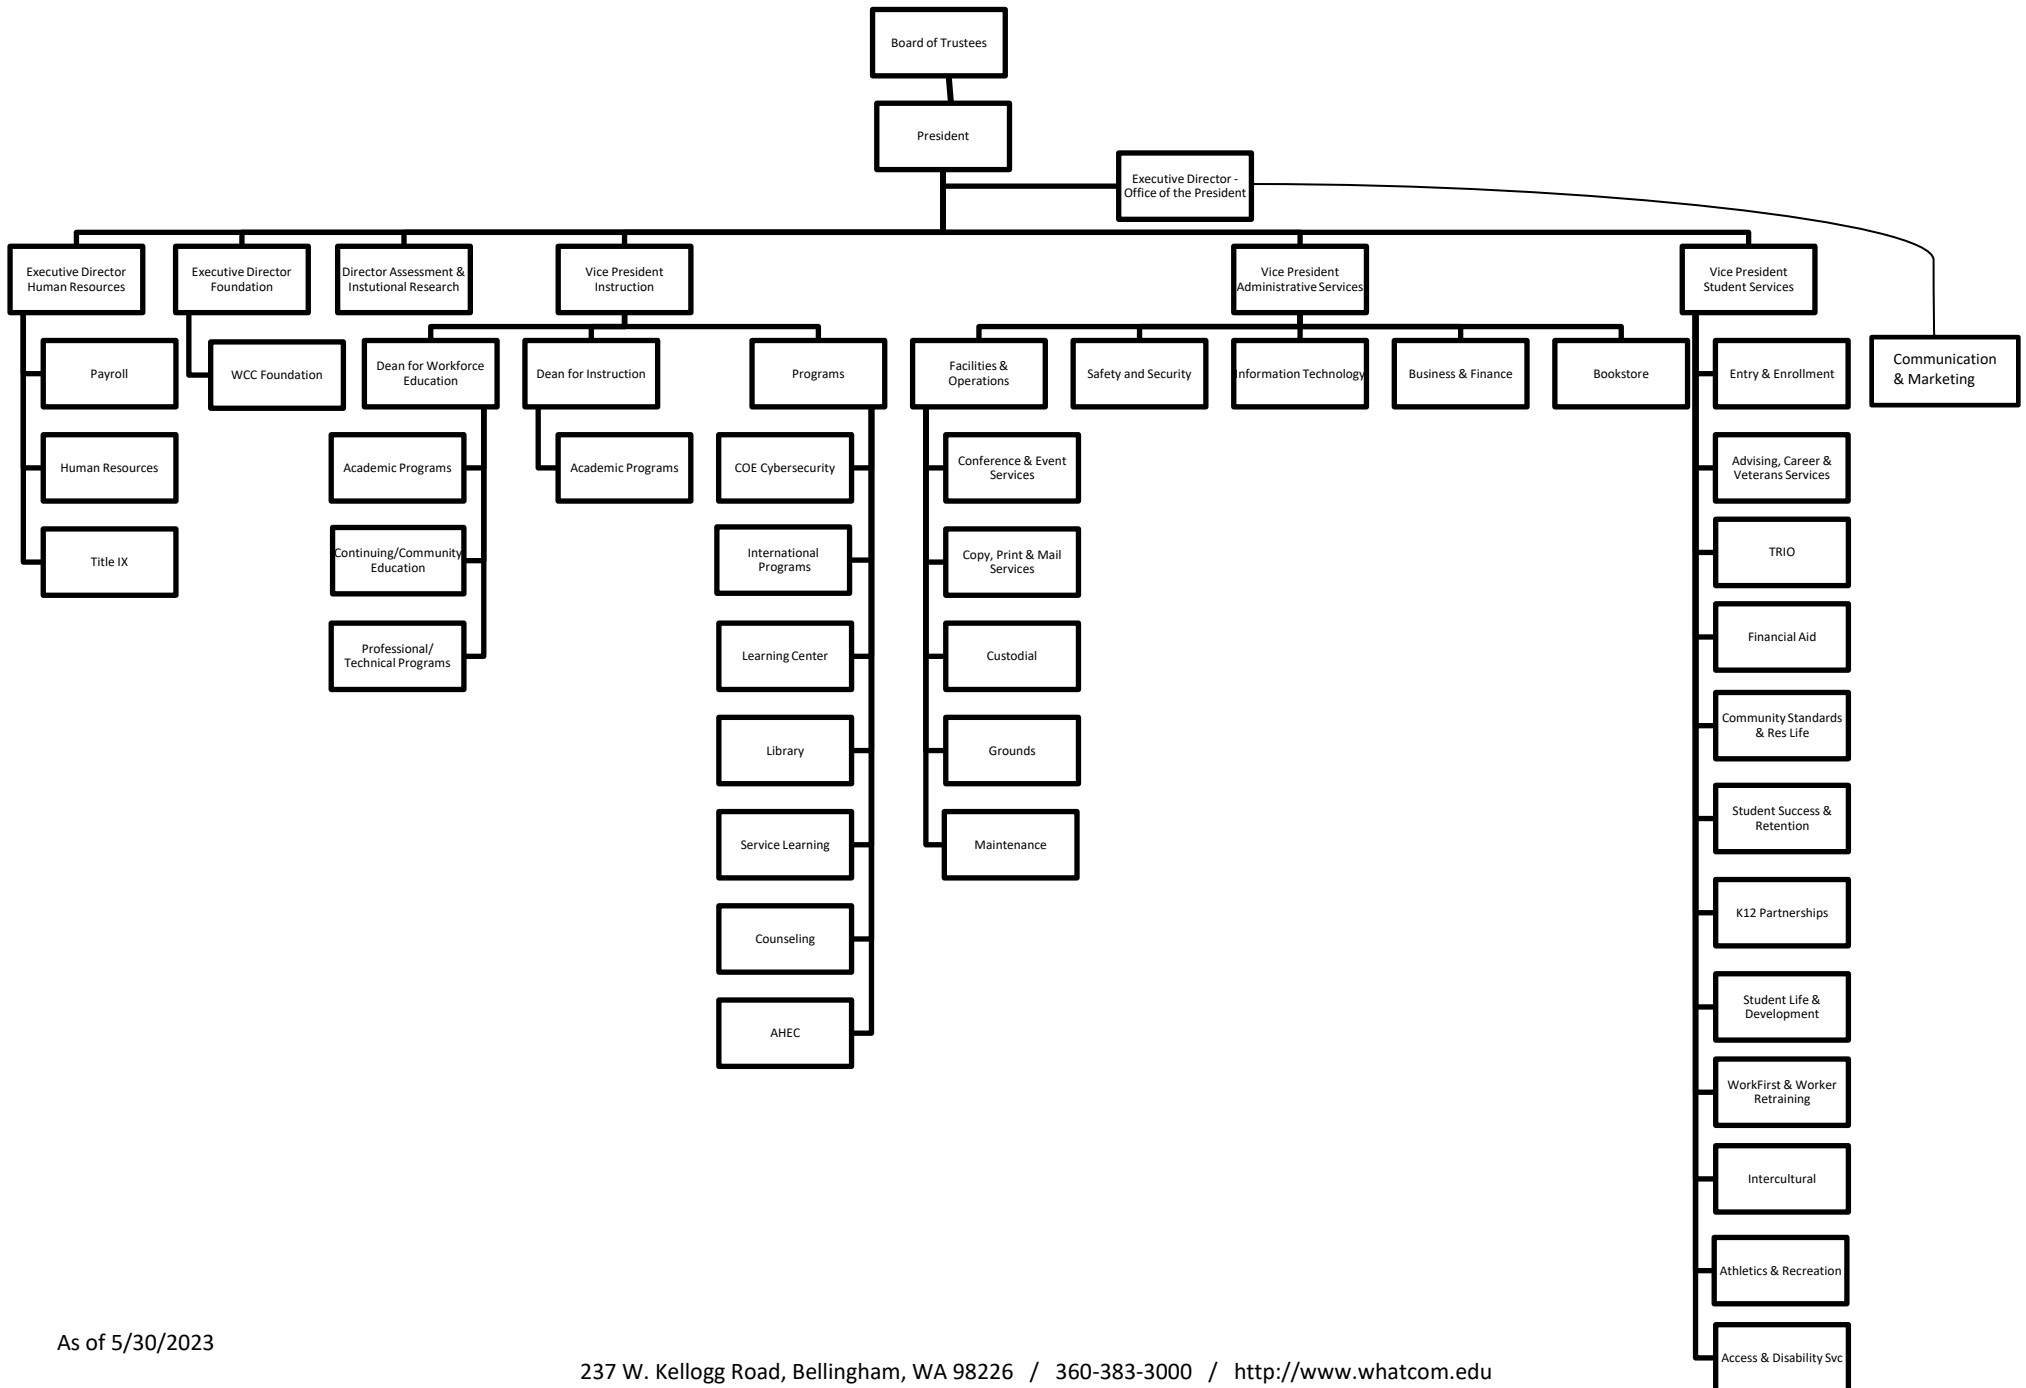 Board of Trustees
President
Executive Director -
Office of the President
Executive Director
Human Resources
Executive Director
Foundation
Director Assessment &
Instutional Research
Vice President
Instruction
Vice President
Administrative Services
Vice President
Student Services
Payroll
Human Resources
Title IX
WCC Foundation
Dean for Workforce
Education
Academic Programs
Continuing/Community
Education
Professional/
Technical Programs
Dean for Instruction
Academic Programs
Programs
COE Cybersecurity
International
Programs
Learning Center
Library
Service Learning
Counseling
AHEC
Facilities &
Operations
Conference & Event
Services
Copy, Print & Mail
Services
Custodial
Grounds
Maintenance
Safety and Security
Information Technology
Business & Finance
Bookstore
Entry & Enrollment
Advising, Career &
Veterans Services
TRIO
Financial Aid
Community Standards
& Res Life
Student Success &
Retention
K12 Partnerships
Student Life &
Development
WorkFirst & Worker
Retraining
Intercultural
Athletics & Recreation
Access & Disability Svc
Communication
& Marketing
As of 5/30/2023
237 W. Kellogg Road, Bellingham, WA 98226 / 360-383-3000 / http://www.whatcom.edu